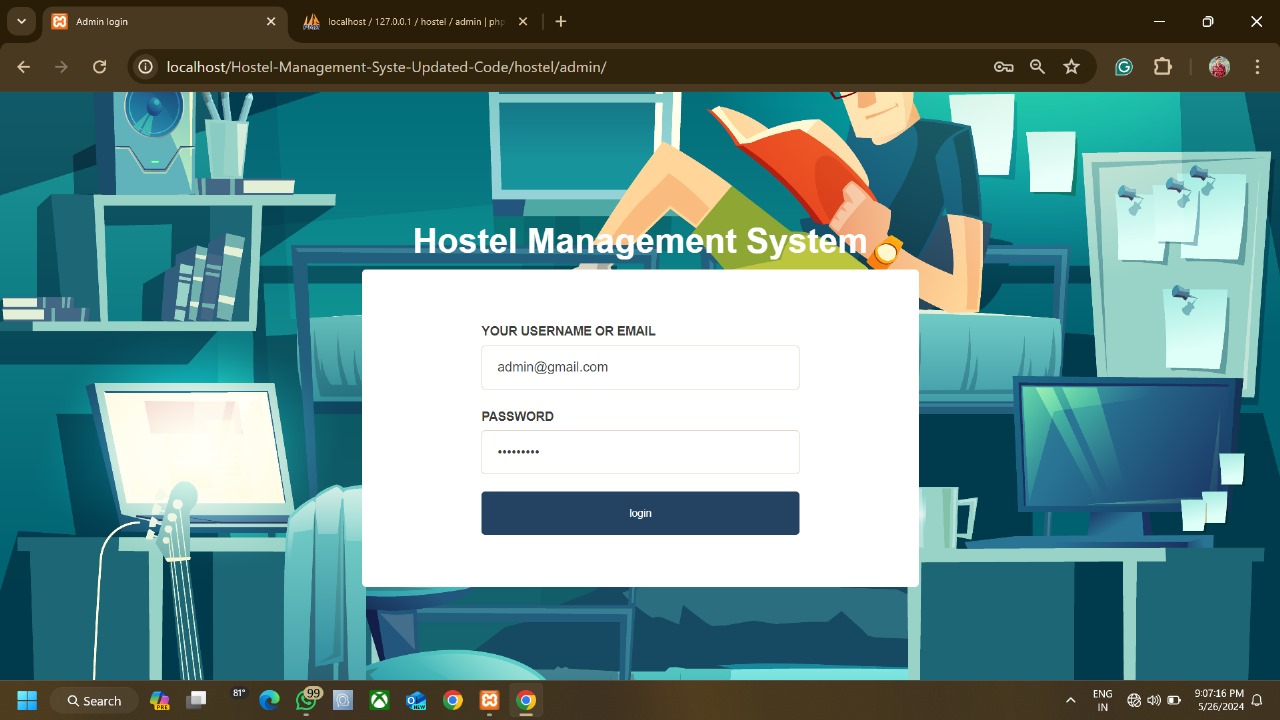 Admin login
localhost / 127.0.0.1 / hostel / admin | php
localhost/Hostel-Management-Syste-Updated-Code/hostel/admin/
Hostel Management System
YOUR USERNAME OR EMAIL
admin@gmail.com
PASSWORD
•••••••••
login
Search
PRE
81°
99
NEW
ENG
IN
9:07:16 PM
5/26/2024